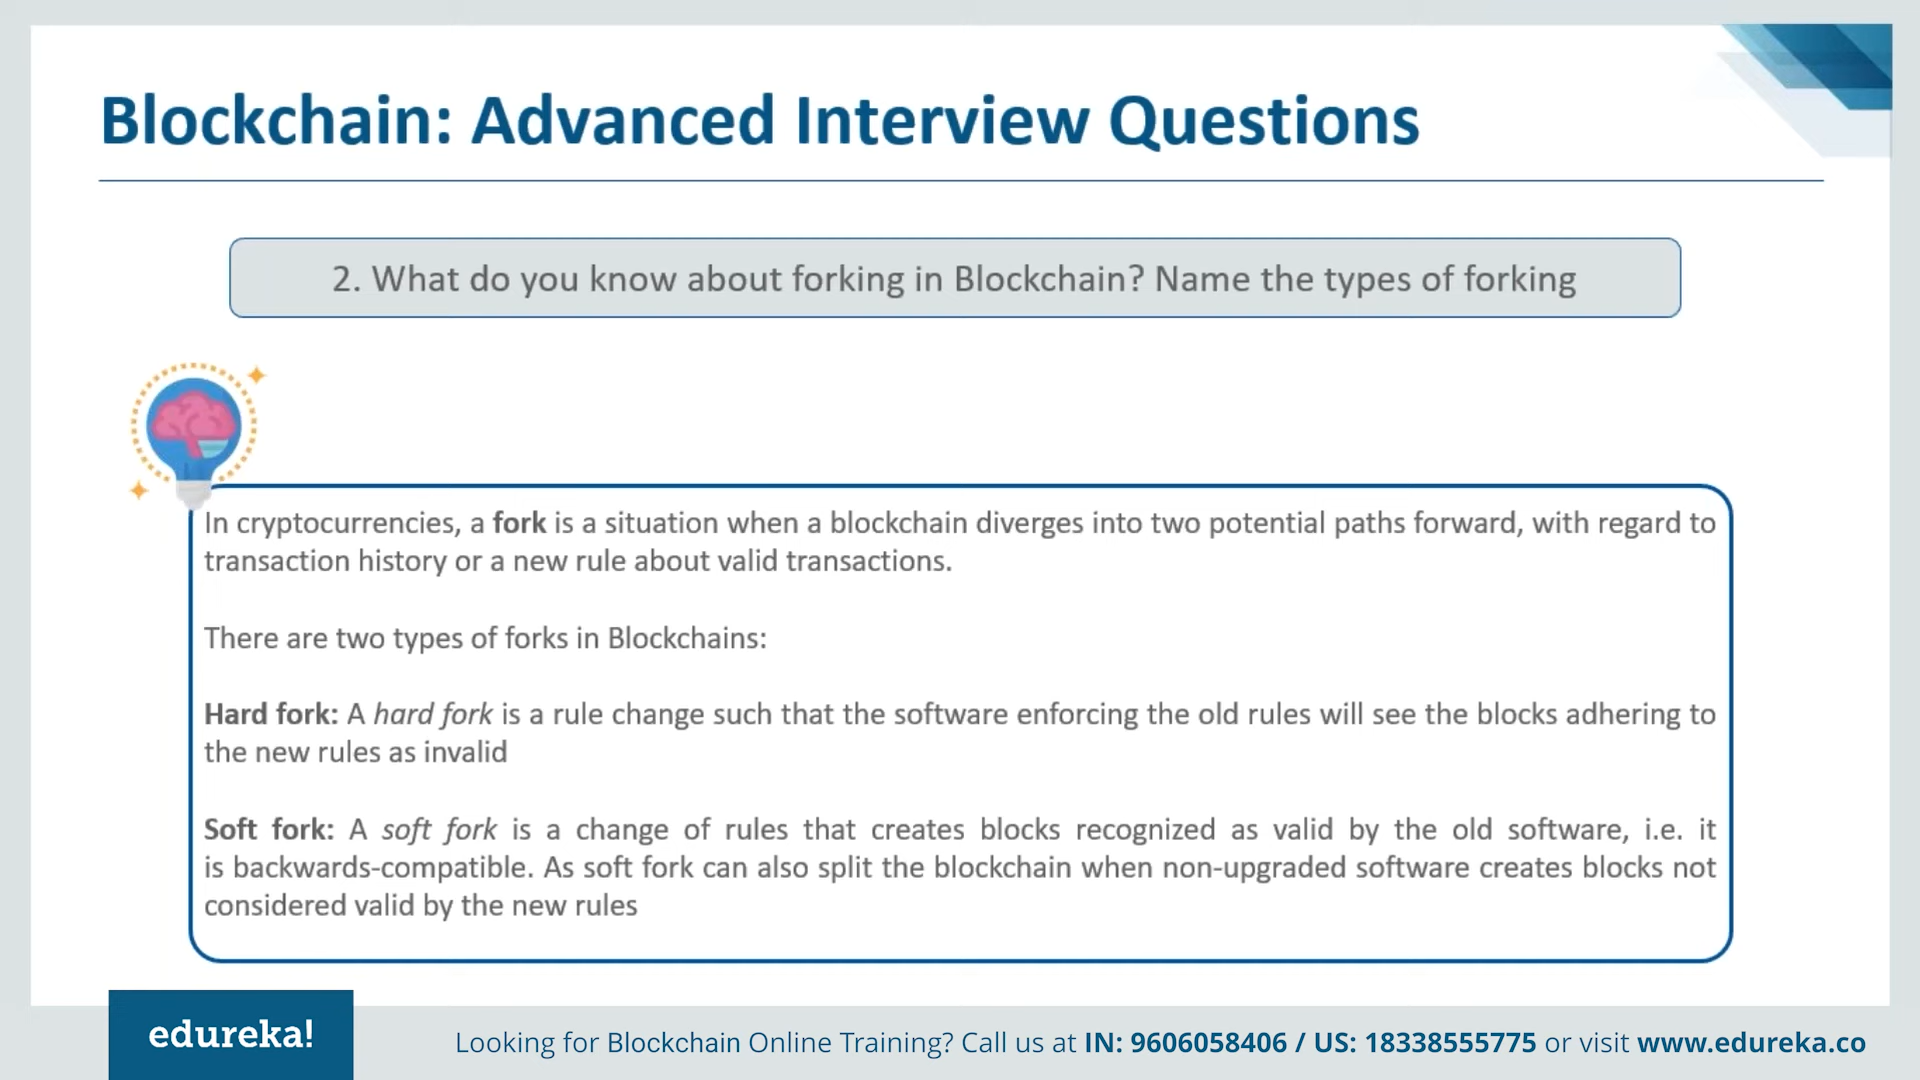 Blockchain: Advanced Interview Questions
2. What do you know about forking in Blockchain? Name the types of forking
In cryptocurrencies, a fork is a situation when a blockchain diverges into two potential paths forward, with regard to
transaction history or a new rule about valid transactions.
There are two types of forks in Blockchains:
Hard fork: A hard fork is a rule change such that the software enforcing the old rules will see the blocks adhering to
the new rules as invalid
Soft fork: A soft fork is a change of rules that creates blocks recognized as valid by the old software, i.e. it
is backwards-compatible. As soft fork can also split the blockchain when non-upgraded software creates blocks not
considered valid by the new rules
edureka!
Looking for Blockchain Online Training? Call us at IN: 9606058406 / US: 18338555775 or visit www.edureka.co